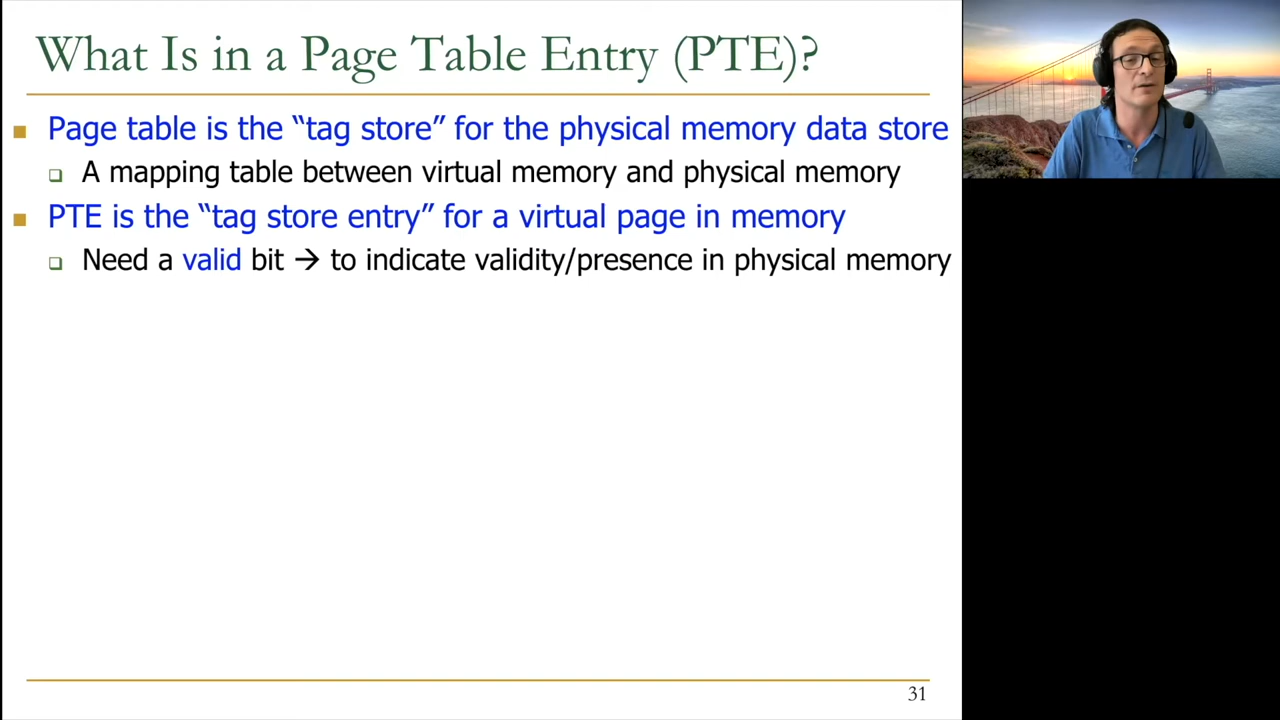 What Is in a Page Table Entry (PTE)?
Page table is the “tag store” for the physical memory data store
A mapping table between virtual memory and physical memory
PTE is the “tag store entry” for a virtual page in memory
Need a valid bit → to indicate validity/presence in physical memory
31